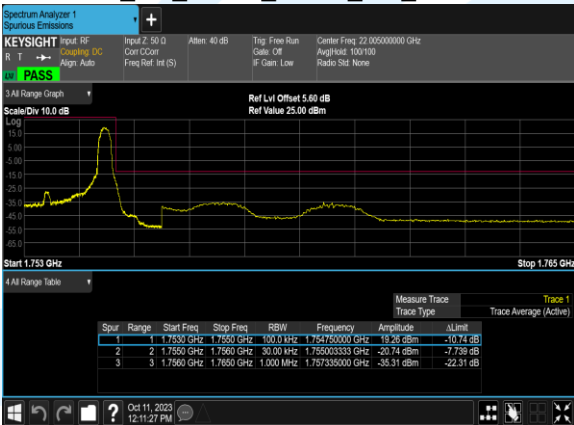 Spectrum Analyzer 1
Spurious Emissions
KEYSIGHT Input: RF Input Z: 50 Ω Atten: 40 dB Trig: Free Run Center Freq: 22.005000000 GHz
R T Coupling: DC Corr CCorr Gate: Off Avg|Hold: 100/100
Align: Auto Freq Ref: Int (S) IF Gain: Low Radio Std: None
LXI PASS
3 All Range Graph
Ref Lvl Offset 5.60 dB
Scale/Div 10.0 dB Ref Value 25.00 dBm
Log
15.0
5.00
-5.00
-15.0
-25.0
-35.0
-45.0
-55.0
-65.0
Start 1.753 GHz Stop 1.765 GHz
4 All Range Table
Measure Trace Trace 1
Trace Type Trace Average (Active)
Spur Range Start Freq Stop Freq RBW Frequency Amplitude ΔLimit
1 1 1.7530 GHz 1.7550 GHz 100.0 kHz 1.754750000 GHz 19.26 dBm -10.74 dB
2 2 1.7550 GHz 1.7560 GHz 30.00 kHz 1.755003333 GHz -20.74 dBm -7.739 dB
3 3 1.7560 GHz 1.7650 GHz 1.000 MHz 1.757335000 GHz -35.31 dBm -22.31 dB
Oct 11, 2023
12:11:27 PM